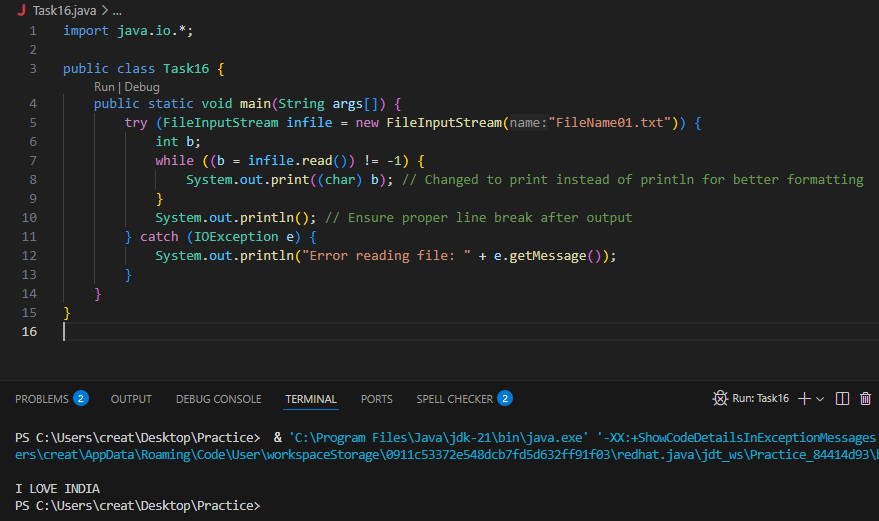 Task16.java > ...
1 import java.io.*;
2
3 public class Task16 {
Run | Debug
4 public static void main(String args[]) {
5 try (FileInputStream infile = new FileInputStream(name:"FileName01.txt")) {
6 int b;
7 while ((b = infile.read()) != -1) {
8 System.out.print((char) b); // Changed to print instead of println for better formatting
9 }
10 System.out.println(); // Ensure proper line break after output
11 } catch (IOException e) {
12 System.out.println("Error reading file: " + e.getMessage());
13 }
14 }
15 }
16
PROBLEMS 2 OUTPUT DEBUG CONSOLE TERMINAL PORTS SPELL CHECKER 2 Run: Task16
PS C:\Users\creat\Desktop\Practice> & 'C:\Program Files\Java\jdk-21\bin\java.exe' '-XX:+ShowCodeDetailsInExceptionMessages
ers\creat\AppData\Roaming\Code\User\workspaceStorage\0911c53372e548dcb7fd5d632ff91f03\redhat.java\jdt_ws\Practice_84414d93\b
I LOVE INDIA
PS C:\Users\creat\Desktop\Practice>